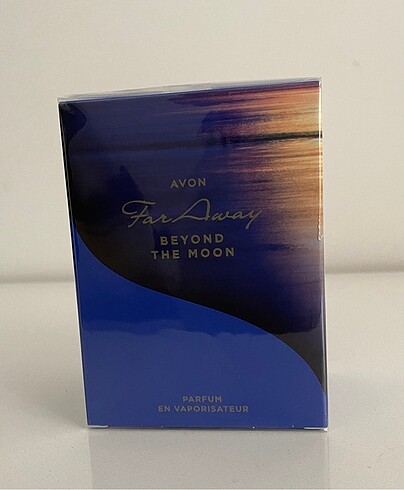 AVON
Far Away
BEYOND
THE MOON
PARFUM
EN VAPORISATEUR